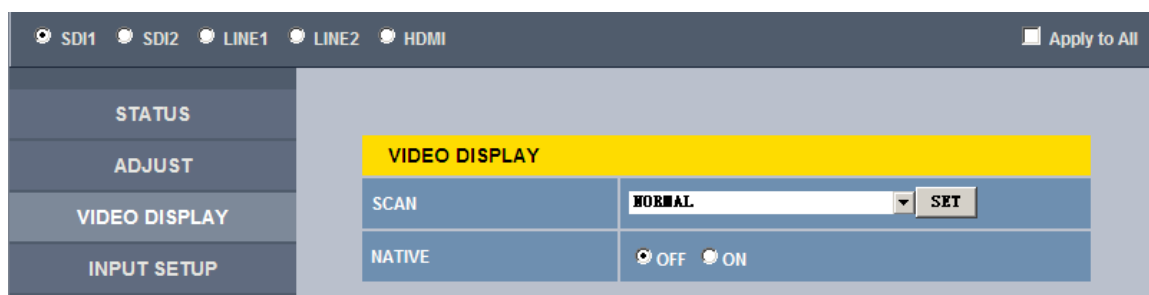 SDI1 SDI2 LINE1 LINE2 HDMI Apply to All
STATUS
ADJUST
VIDEO DISPLAY
INPUT SETUP
VIDEO DISPLAY
SCAN NORMAL SET
NATIVE OFF ON